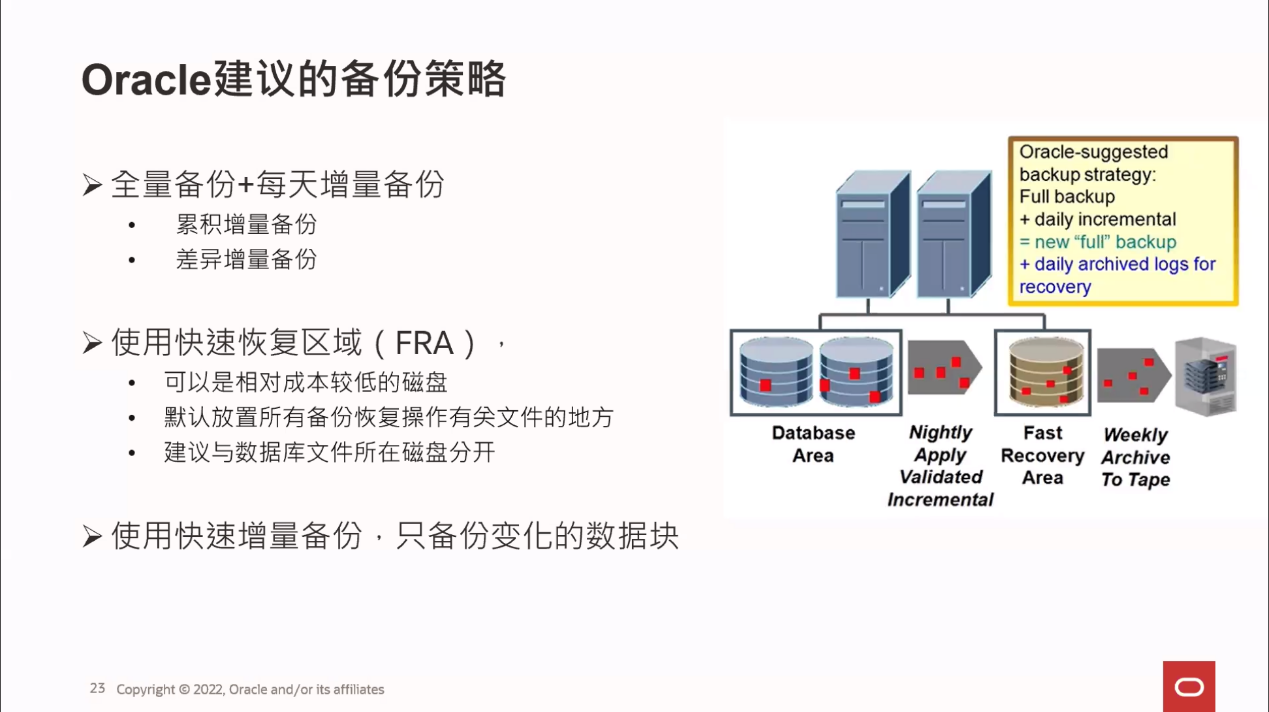 Oracle建议的备份策略
➢ 全量备份+每天增量备份
• 累积增量备份
• 差异增量备份
➢ 使用快速恢复区域（FRA），
• 可以是相对成本较低的磁盘
• 默认放置所有备份恢复操作有关文件的地方
• 建议与数据库文件所在磁盘分开
➢ 使用快速增量备份，只备份变化的数据块
Oracle-suggested
backup strategy:
Full backup
+ daily incremental
= new “full” backup
+ daily archived logs for
recovery
Database
Area
Nightly
Apply
Validated
Incremental
Fast
Recovery
Area
Weekly
Archive
To Tape
23 Copyright © 2022, Oracle and/or its affiliates